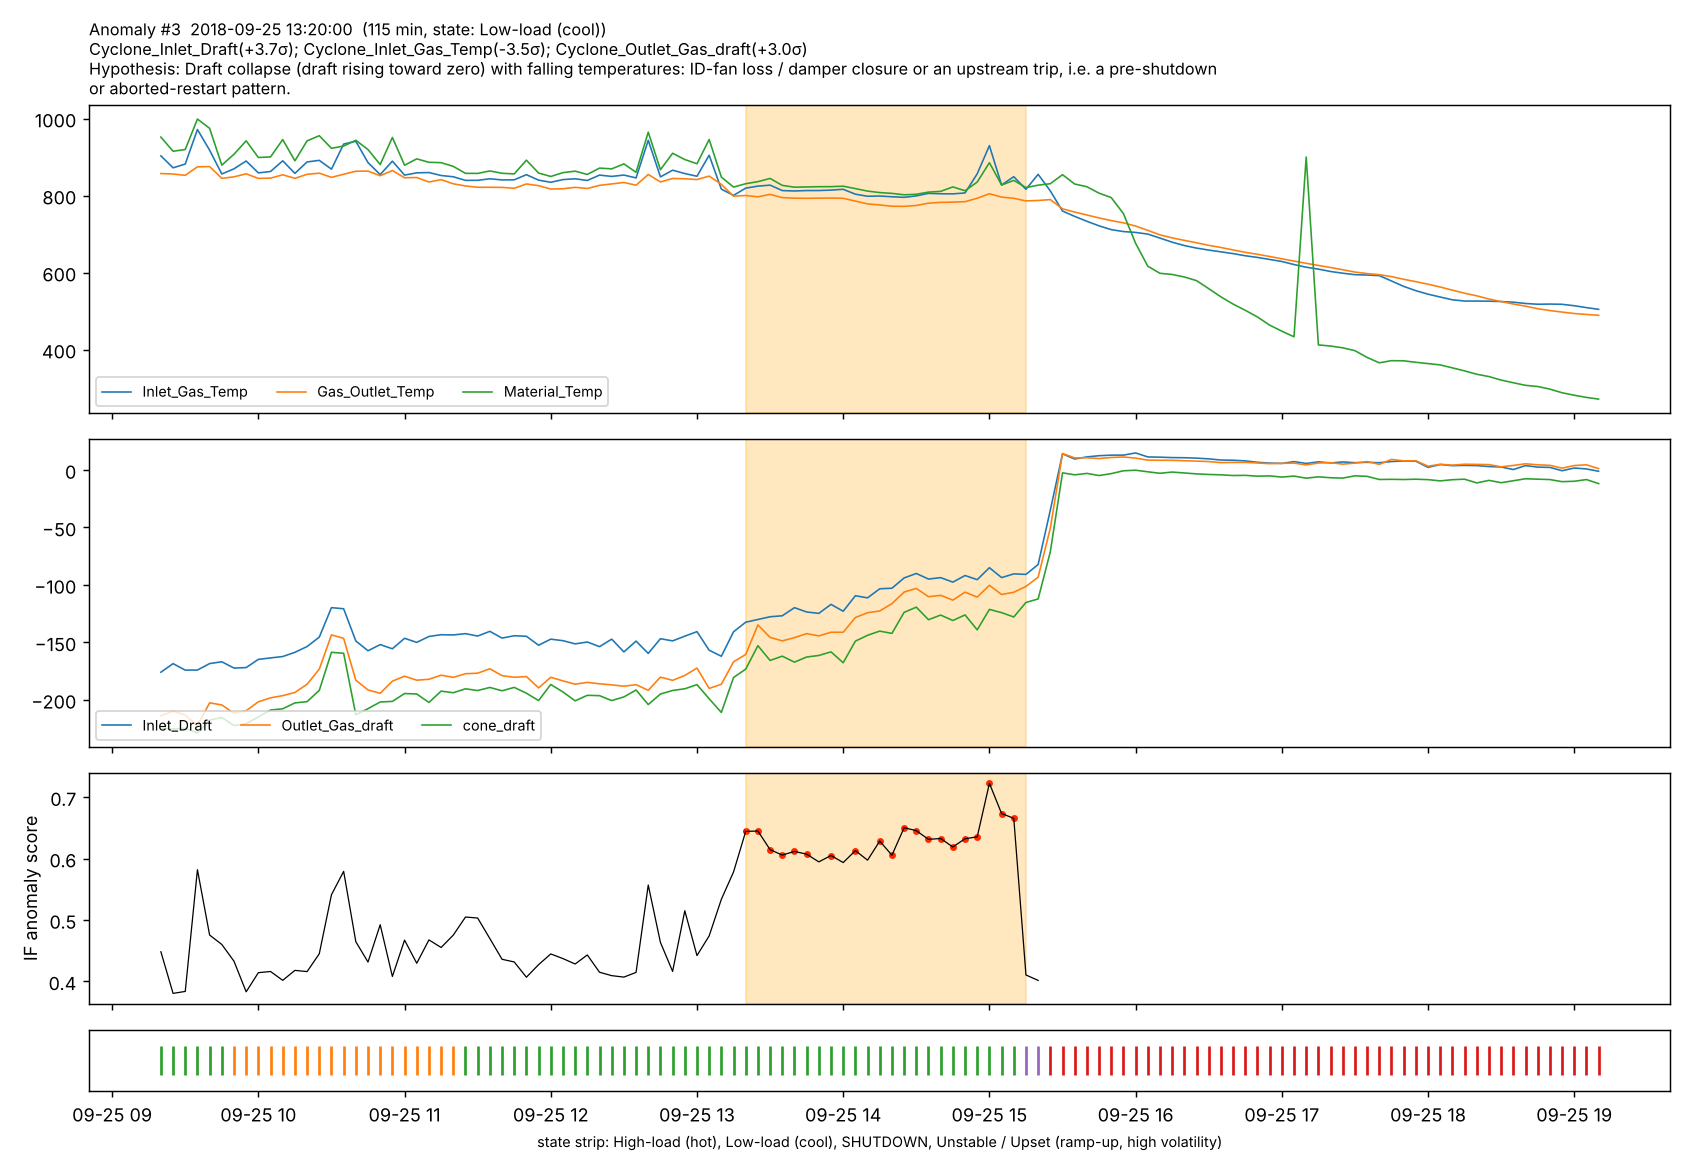 Anomaly #3  2018-09-25 13:20:00  (115 min, state: Low-load (cool))
Cyclone_Inlet_Draft(+3.7σ); Cyclone_Inlet_Gas_Temp(-3.5σ); Cyclone_Outlet_Gas_draft(+3.0σ)
Hypothesis: Draft collapse (draft rising toward zero) with falling temperatures: ID-fan loss / damper closure or an upstream trip, i.e. a pre-shutdown
or aborted-restart pattern.
1000
800
600
400
Inlet_Gas_Temp
Gas_Outlet_Temp
Material_Temp
0
−50
−100
−150
−200
Inlet_Draft
Outlet_Gas_draft
cone_draft
IF anomaly score
0.7
0.6
0.5
0.4
09-25 09
09-25 10
09-25 11
09-25 12
09-25 13
09-25 14
09-25 15
09-25 16
09-25 17
09-25 18
09-25 19
state strip: High-load (hot), Low-load (cool), SHUTDOWN, Unstable / Upset (ramp-up, high volatility)